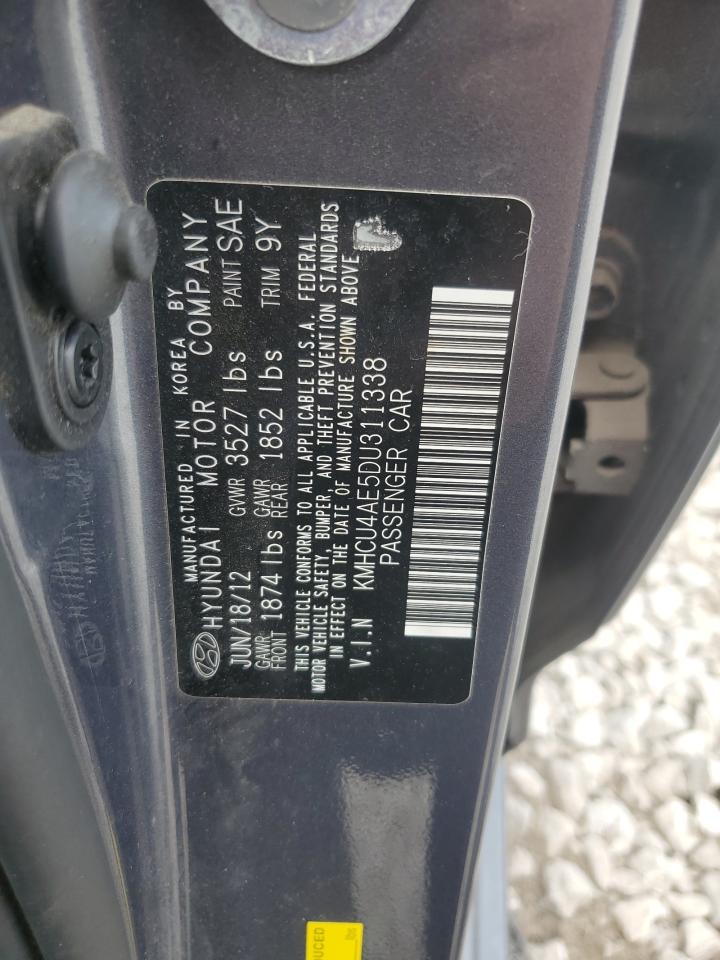 MANUFACTURED IN KOREA BY
HYUNDAI MOTOR COMPANY
JUN/18/12 GVWR 3527 lbs PAINT SAE
GAWR FRONT 1874 lbs GAWR REAR 1852 lbs TRIM 9Y
THIS VEHICLE CONFORMS TO ALL APPLICABLE U.S.A. FEDERAL
MOTOR VEHICLE SAFETY, BUMPER, AND THEFT PREVENTION STANDARDS
IN EFFECT ON THE DATE OF MANUFACTURE SHOWN ABOVE
V.I.N KMHCU4AE5DU311338
PASSENGER CAR
DUCED
lbs